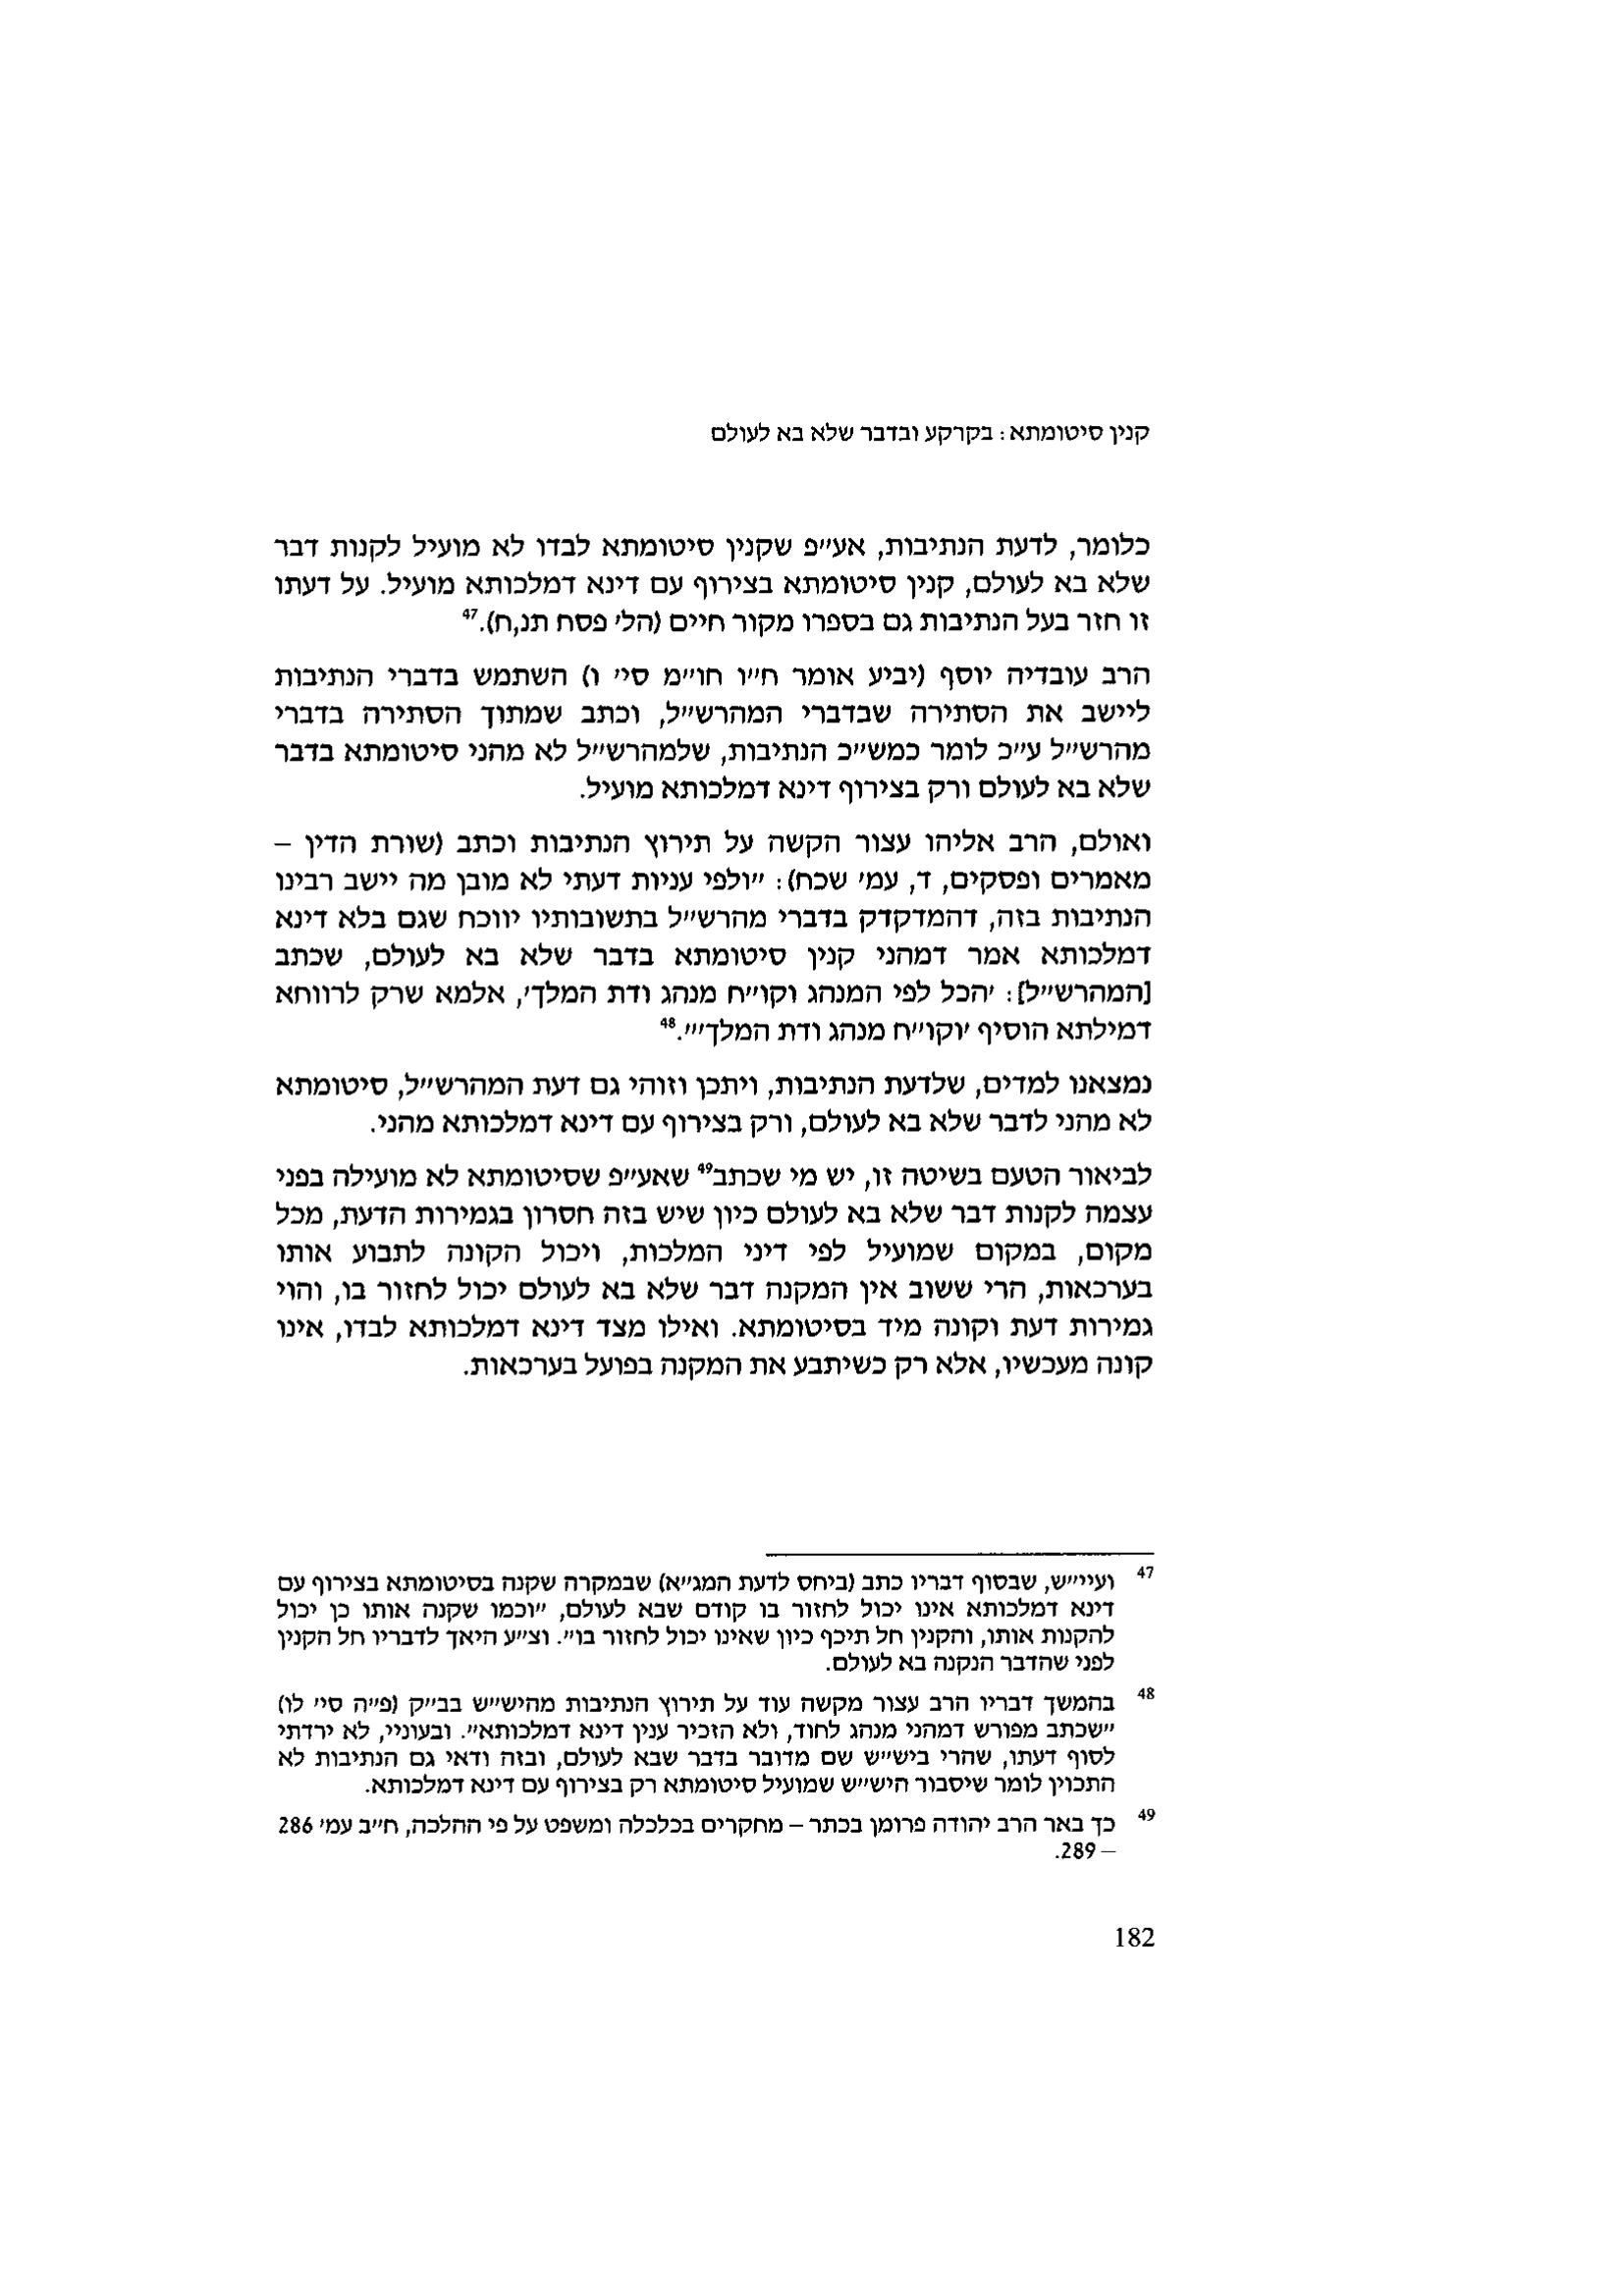 קנין סיטומתא: בקרקע ובדבר שלא בא לעולם
כלומר, לדעת הנתיבות, אע״פ שקנין סיטומתא לבדו לא מועיל לקנות דבר
שלא בא לעולם, קנין סיטומתא בצירוף עם דינא דמלכותא מועיל. על דעתו
זו חזר בעל הנתיבות גם בספרו מקור חיים (הל׳ פסח תנ,ח).47
הרב עובדיה יוסף (יביע אומר ח״ו חו״מ סי׳ ו) השתמש בדברי הנתיבות
ליישב את הסתירה שבדברי המהרש״ל, וכתב שמתוך הסתירה בדברי
מהרש״ל ע״כ לומר כמש״כ הנתיבות, שלמהרש״ל לא מהני סיטומתא בדבר
שלא בא לעולם ורק בצירוף דינא דמלכותא מועיל.
ואולם, הרב אליהו עצור הקשה על תירוץ הנתיבות וכתב (שורת הדין –
מאמרים ופסקים, ד, עמ׳ שכח): ״ולפי עניות דעתי לא מובן מה יישב רבינו
הנתיבות בזה, דהמדקדק בדברי מהרש״ל בתשובותיו יווכח שגם בלא דינא
דמלכותא אמר דמהני קנין סיטומתא בדבר שלא בא לעולם, שכתב
[המהרש״ל]: ׳הכל לפי המנהג וקו״ח מנהג ודת המלך׳, אלמא שרק לרווחא
דמילתא הוסיף ׳וקו״ח מנהג ודת המלך׳״.48
נמצאנו למדים, שלדעת הנתיבות, ויתכן וזוהי גם דעת המהרש״ל, סיטומתא
לא מהני לדבר שלא בא לעולם, ורק בצירוף עם דינא דמלכותא מהני.
לביאור הטעם בשיטה זו, יש מי שכתב49 שאע״פ שסיטומתא לא מועילה בפני
עצמה לקנות דבר שלא בא לעולם כיון שיש בזה חסרון בגמירות הדעת, מכל
מקום, במקום שמועיל לפי דיני המלכות, ויכול הקונה לתבוע אותו
בערכאות, הרי ששוב אין המקנה דבר שלא בא לעולם יכול לחזור בו, והוי
גמירות דעת וקונה מיד בסיטומתא. ואילו מצד דינא דמלכותא לבדו, אינו
קונה מעכשיו, אלא רק כשיתבע את המקנה בפועל בערכאות.
47 ועיי״ש, שבסוף דבריו כתב (ביחס לדעת המג״א) שבמקרה שקנה בסיטומתא בצירוף עם
דינא דמלכותא אינו יכול לחזור בו קודם שבא לעולם, ״וכמו שקנה אותו כן יכול
להקנות אותו, והקנין חל תיכף כיון שאינו יכול לחזור בו״. וצ״ע היאך לדבריו חל הקנין
לפני שהדבר הנקנה בא לעולם.
48 בהמשך דבריו הרב עצור מקשה עוד על תירוץ הנתיבות מהיש״ש בב״ק (פ״ה סי׳ לו)
״שכתב מפורש דמהני מנהג לחוד, ולא הזכיר ענין דינא דמלכותא״. ובעוניי, לא ירדתי
לסוף דעתו, שהרי ביש״ש שם מדובר בדבר שבא לעולם, ובזה ודאי גם הנתיבות לא
התכוין לומר שיסבור היש״ש שמועיל סיטומתא רק בצירוף עם דינא דמלכותא.
49 כך באר הרב יהודה פרומן בכתר – מחקרים בכלכלה ומשפט על פי ההלכה, ח״ב עמ׳ 286
– 289.
182